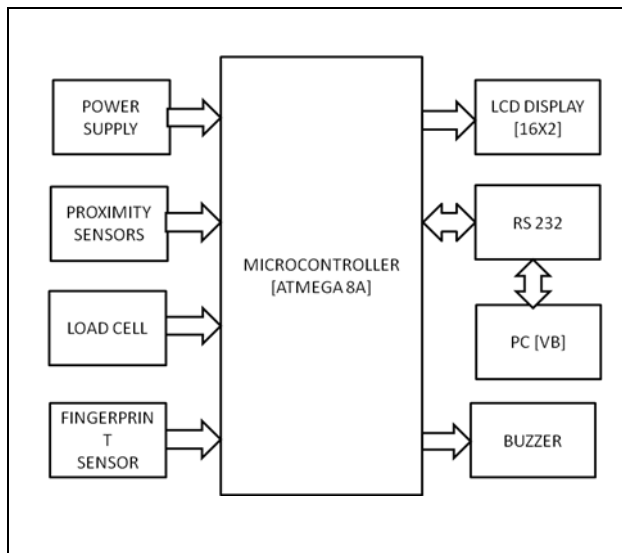 POWER
SUPPLY
PROXIMITY
SENSORS
LOAD CELL
FINGERPRIN
T
SENSOR
MICROCONTROLLER
[ATMEGA 8A]
LCD DISPLAY
[16X2]
RS 232
PC [VB]
BUZZER